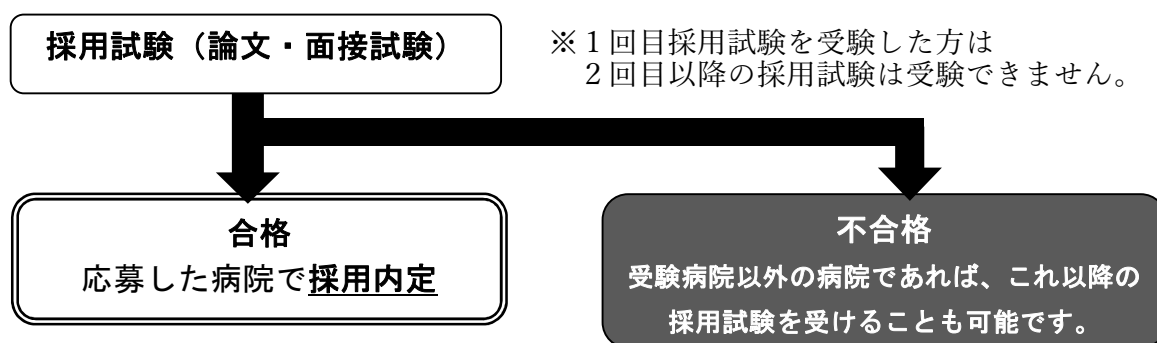 採用試験（論文・面接試験）
※１回目採用試験を受験した方は
２回目以降の採用試験は受験できません。
合格
応募した病院で採用内定
不合格
受験病院以外の病院であれば、これ以降の
採用試験を受けることも可能です。